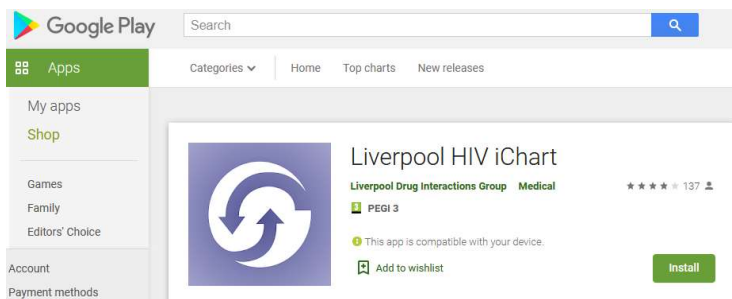 Google Play
Search
Apps
Categories Home Top charts New releases
My apps
Shop
Games
Family
Editors' Choice
Account
Payment methods
Liverpool HIV iChart
Liverpool Drug Interactions Group Medical
137
3 PEGI 3
This app is compatible with your device.
Add to wishlist
Install